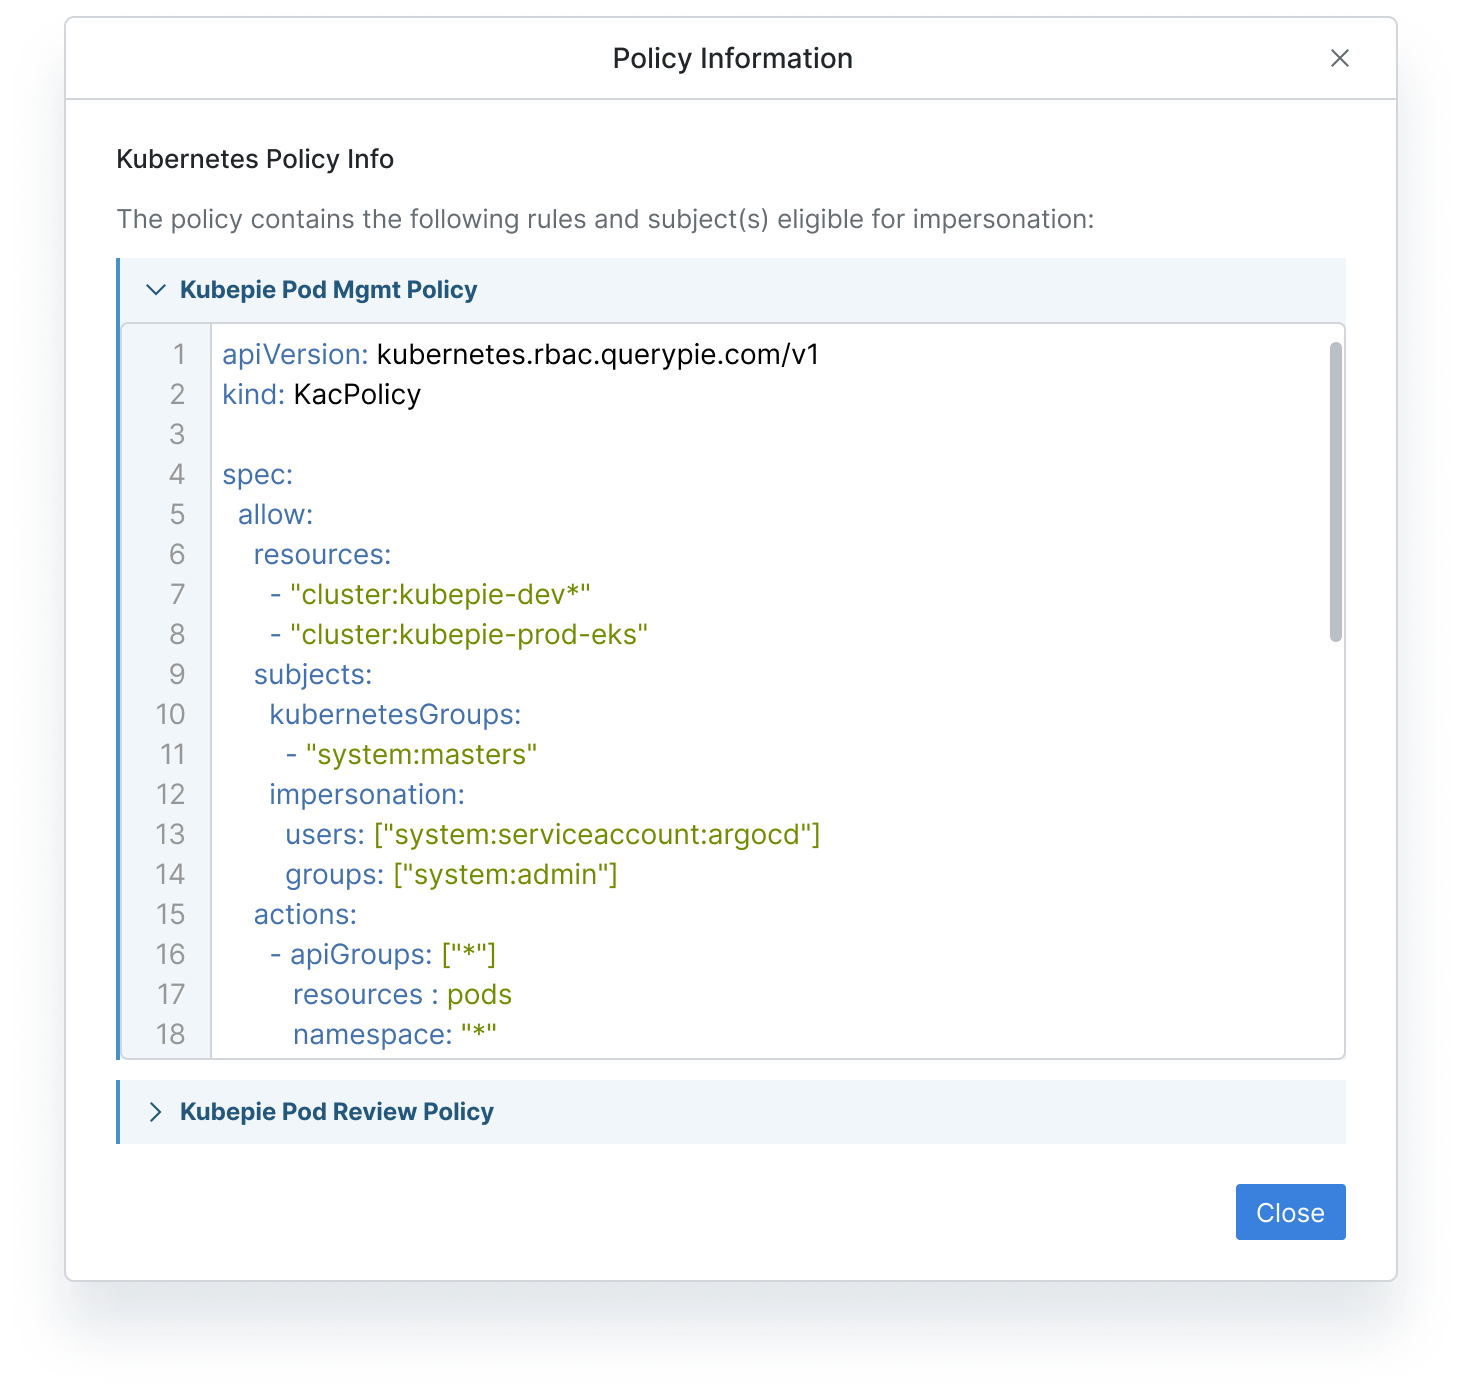 Policy Information
Kubernetes Policy Info
The policy contains the following rules and subject(s) eligible for impersonation:
Kubepie Pod Mgmt Policy
1 apiVersion: kubernetes.rbac.querypie.com/v1
2 kind: KacPolicy
3
4 spec:
5   allow:
6     resources:
7       - "cluster:kubepie-dev*"
8       - "cluster:kubepie-prod-eks"
9     subjects:
10       kubernetesGroups:
11         - "system:masters"
12       impersonation:
13         users: ["system:serviceaccount:argocd"]
14         groups: ["system:admin"]
15     actions:
16       - apiGroups: ["*"]
17          resources : pods
18          namespace: "*"
Kubepie Pod Review Policy
Close